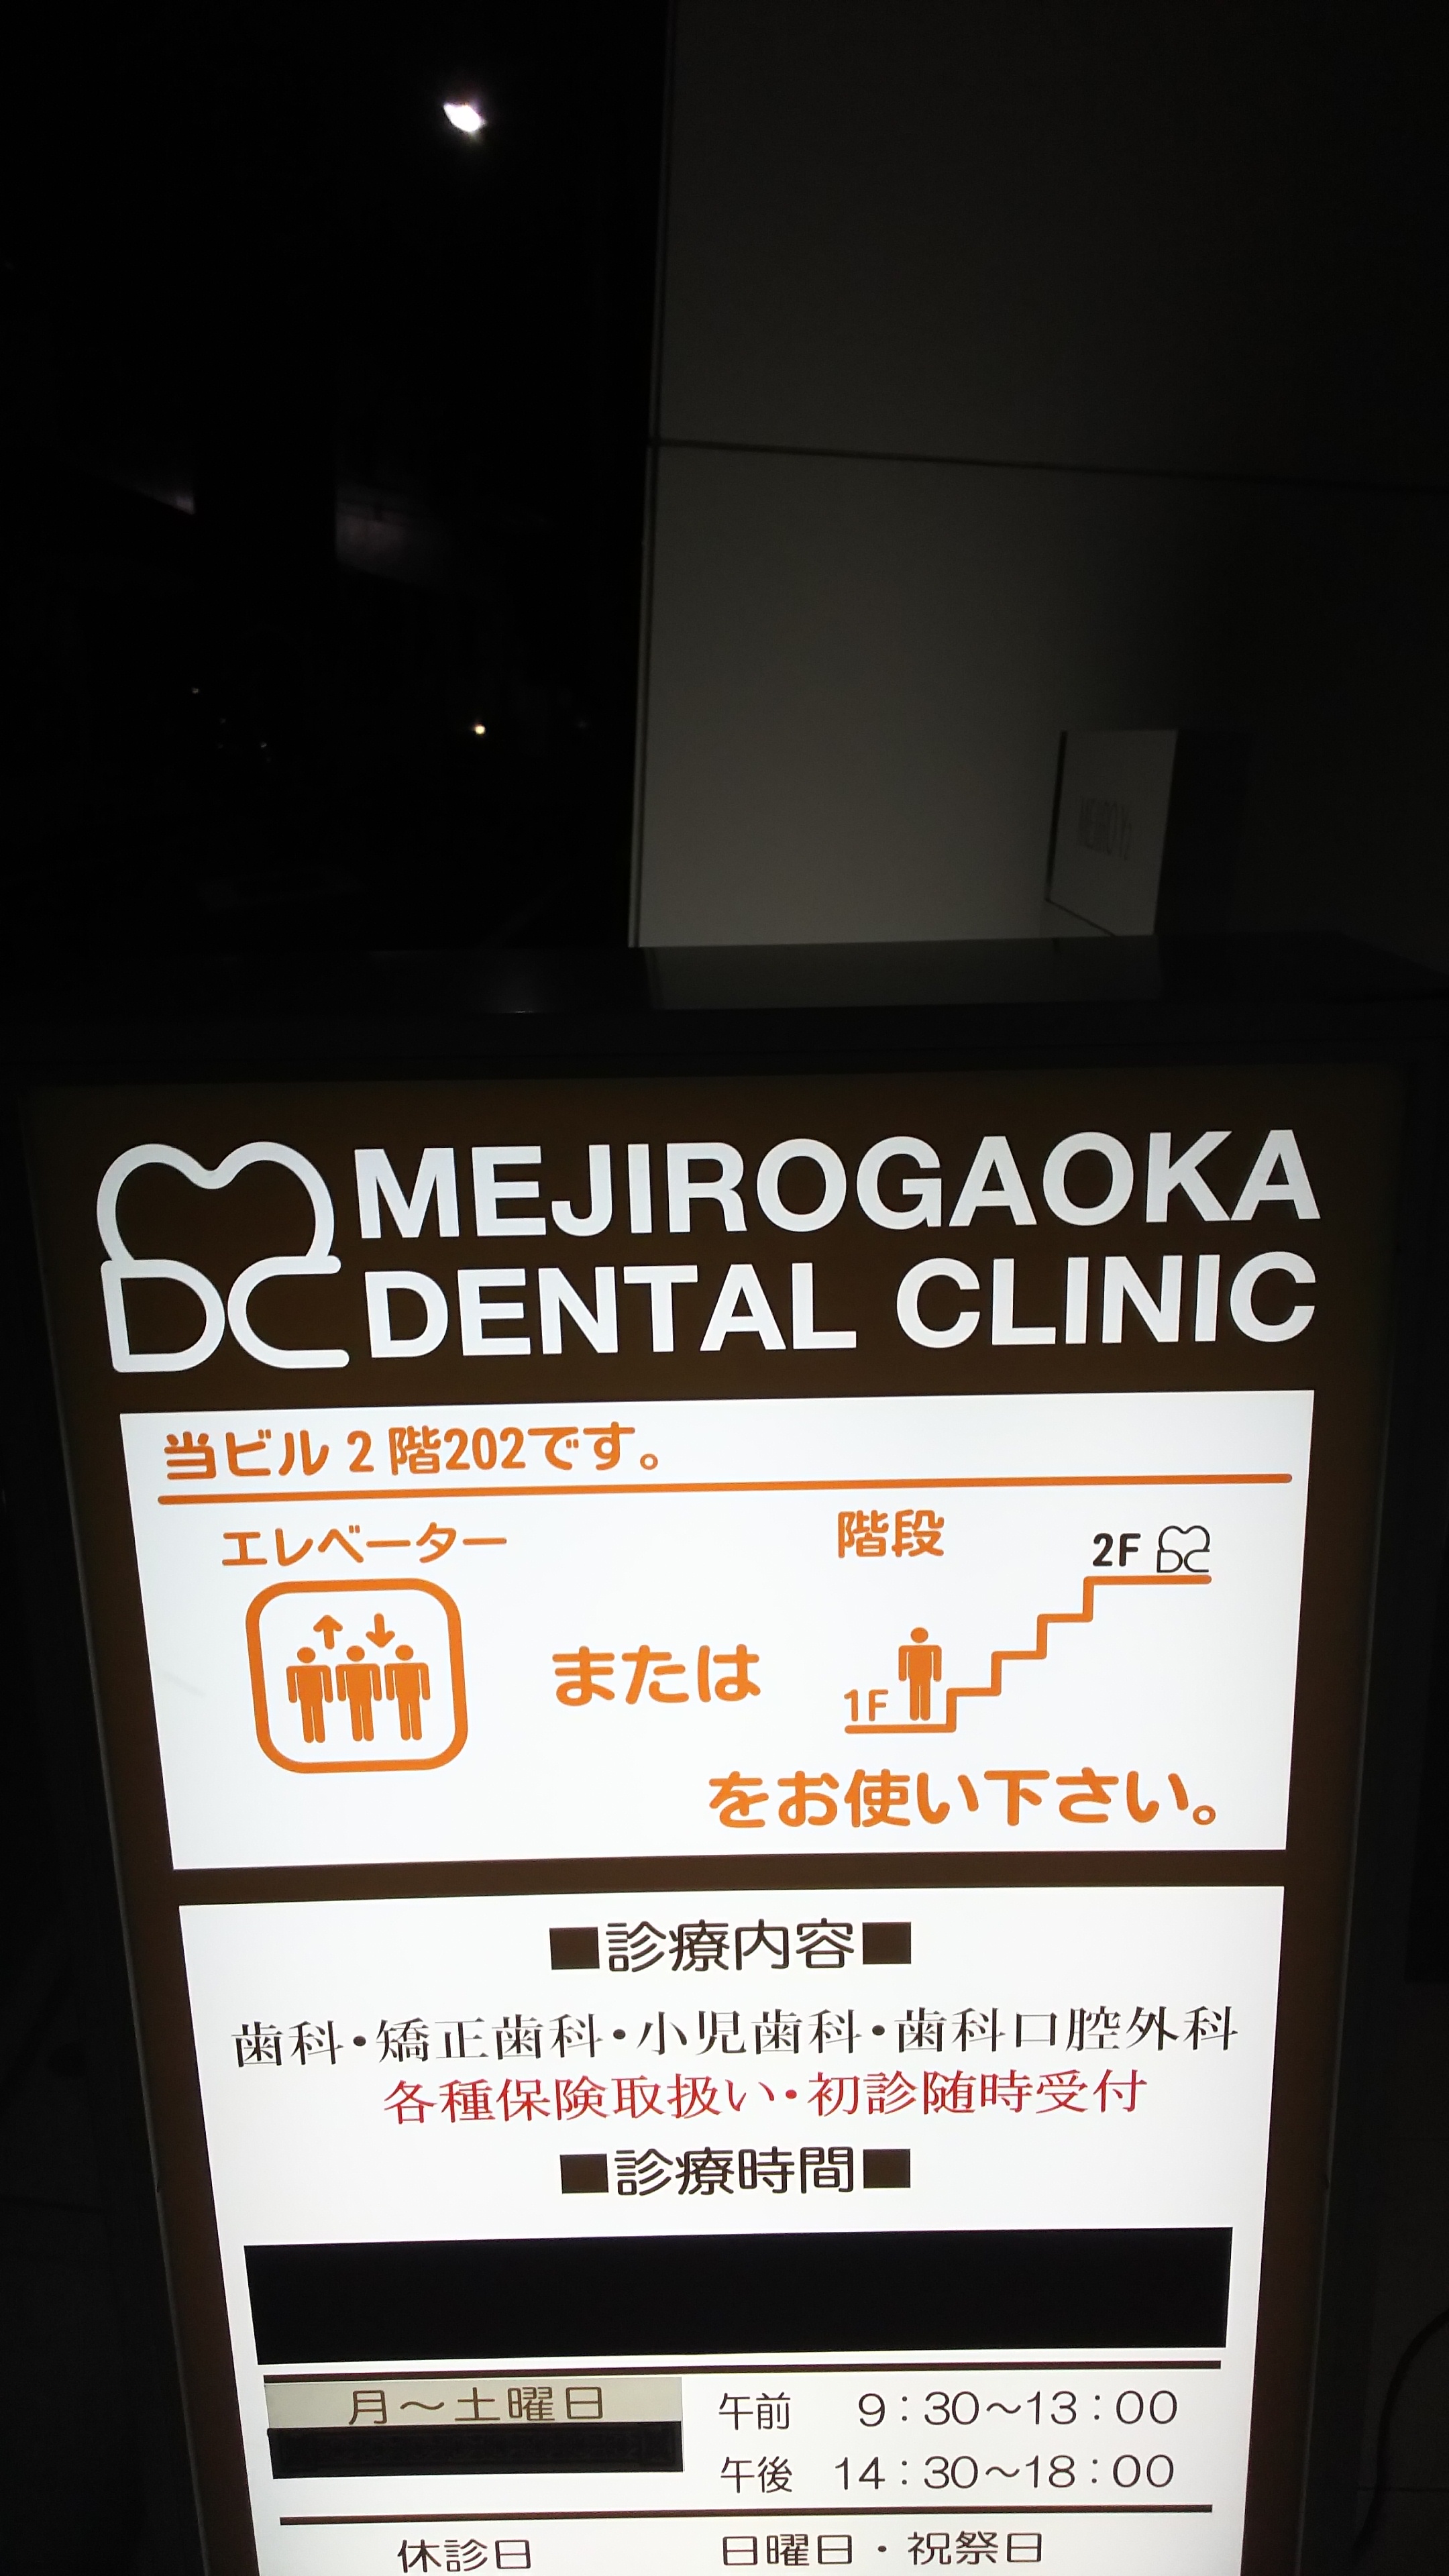 MEJIROGAOKA
DENTAL CLINIC
当ビル2階202です。
エレベーター
または
階段
2F
1F
をお使い下さい。
■診療内容■
歯科・矯正歯科・小児歯科・歯科口腔外科
各種保険取扱い・初診随時受付
■診療時間■
月～土曜日
午前 9：30～13：00
午後 14：30～18：00
休診日 日曜日・祝祭日